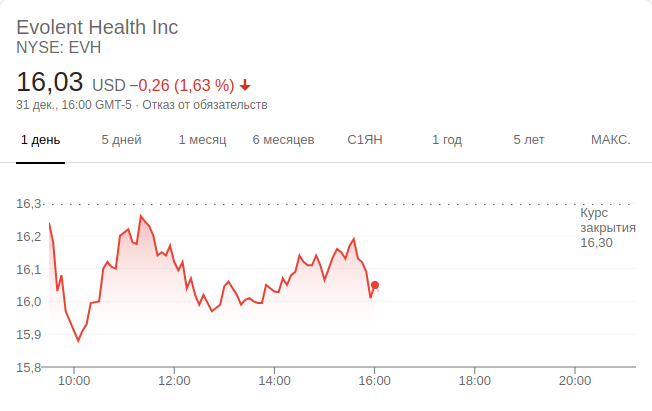 Evolent Health Inc
NYSE: EVH
16,03 USD −0,26 (1,63 %)
31 дек., 16:00 GMT-5 · Отказ от обязательств
1 день 5 дней 1 месяц 6 месяцев С1ЯН 1 год 5 лет МАКС.
16,3
Курс
закрытия
16,30
16,2
16,1
16,0
15,9
15,8
10:00 12:00 14:00 16:00 18:00 20:00